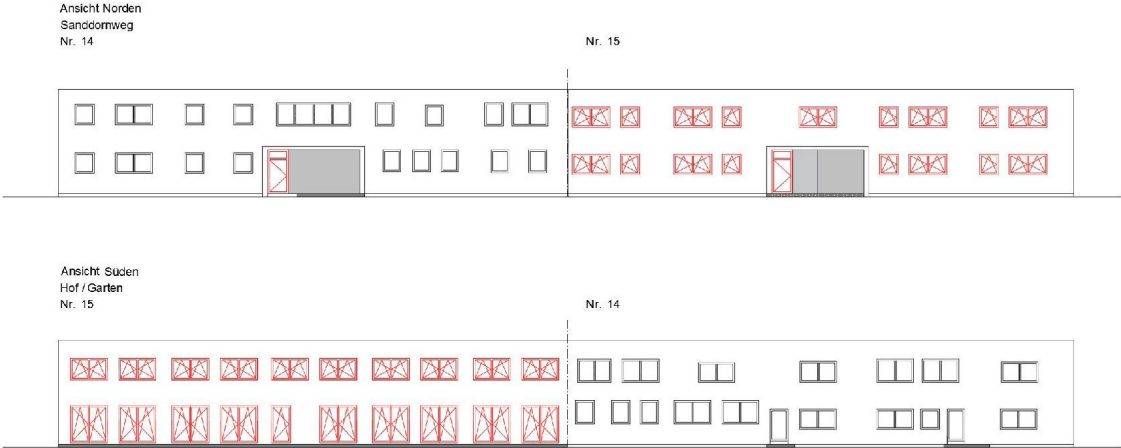 Ansicht Norden
Sanddornweg
Nr. 14
Nr. 15
Ansicht Süden
Hof / Garten
Nr. 15
Nr. 14